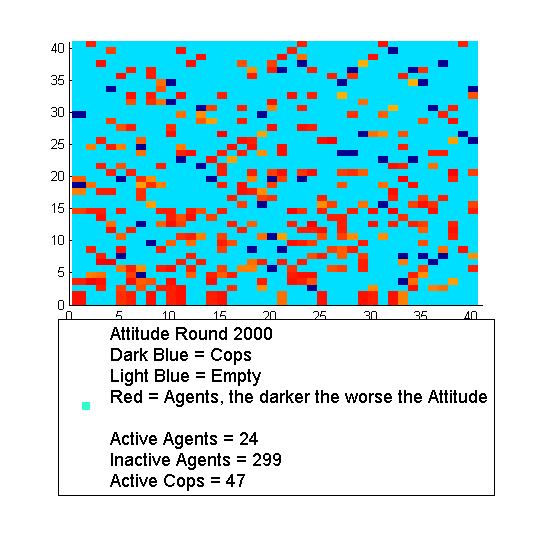 40
35
30
25
20
15
10
5
0
0 5 10 15 20 25 30 35 40
Attitude Round 2000
Dark Blue = Cops
Light Blue = Empty
Red = Agents, the darker the worse the Attitude
Active Agents = 24
Inactive Agents = 299
Active Cops = 47